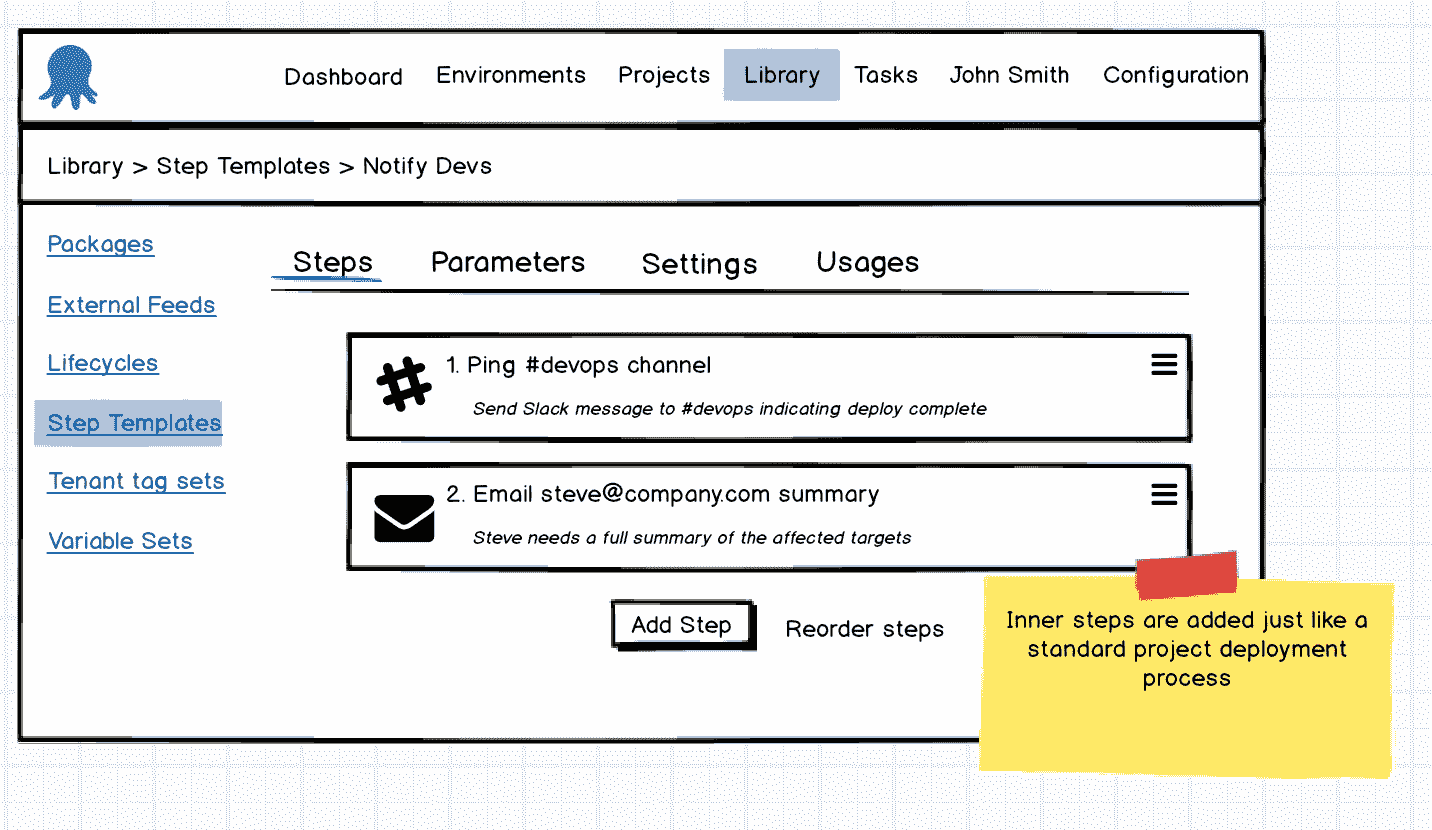 Dashboard Environments Projects Library Tasks John Smith Configuration
Library > Step Templates > Notify Devs
Packages
External Feeds
Lifecycles
Step Templates
Tenant tag sets
Variable Sets
Steps Parameters Settings Usages
1. Ping #devops channel
Send Slack message to #devops indicating deploy complete
2. Email steve@company.com summary
Steve needs a full summary of the affected targets
Add Step Reorder steps
Inner steps are added just like a
standard project deployment
process